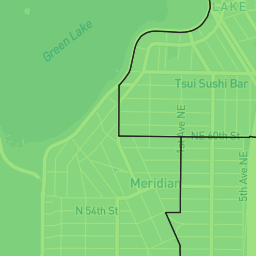 LAKE
Green Lake
Tsui Sushi Bar
1st Ave NE
NE 60th St
5th Ave NE
Meridian
N 54th St